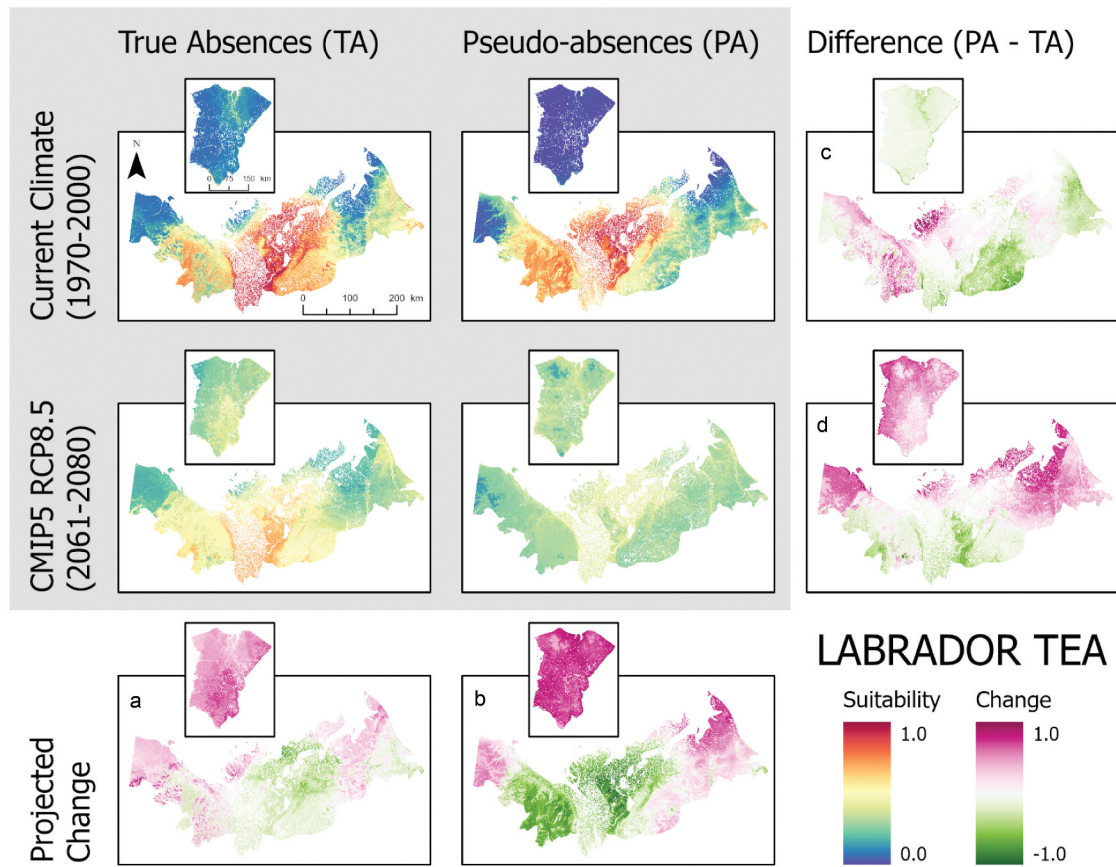 True Absences (TA)
Pseudo-absences (PA)
Difference (PA - TA)
Current Climate
(1970-2000)
N
0 75 150
km
0 100 200 km
c
CMIP5 RCP8.5
(2061-2080)
d
Projected
Change
a
b
LABRADOR TEA
Suitability
1.0
0.0
Change
1.0
-1.0